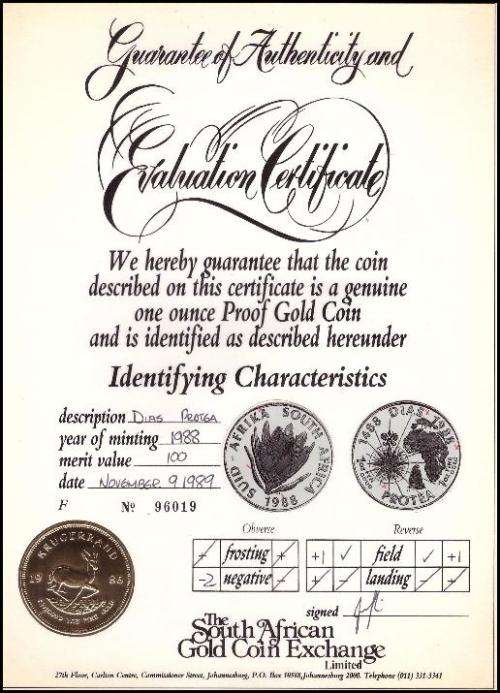 Guarantee of Authenticity and
Evaluation Certificate
We hereby guarantee that the coin
described on this certificate is a genuine
one ounce Proof Gold Coin
and is identified as described hereunder
Identifying Characteristics
description Dias Protea
year of minting 1988
merit value 100
date November 9 1989
F № 96019
SUID-AFRIKA SOUTH AFRICA
1988
1488 DIAS 1988
PROTEA
KRUGERRAND
1986
Obverse Reverse
frosting + +1 ✓ field ✓ +1
-2 negative landing
signed
The
South African
Gold Coin Exchange
Limited
27th Floor, Carlton Centre, Commissioner Street, Johannesburg, P.O. Box 10588, Johannesburg 2000. Telephone (011) 331-3341